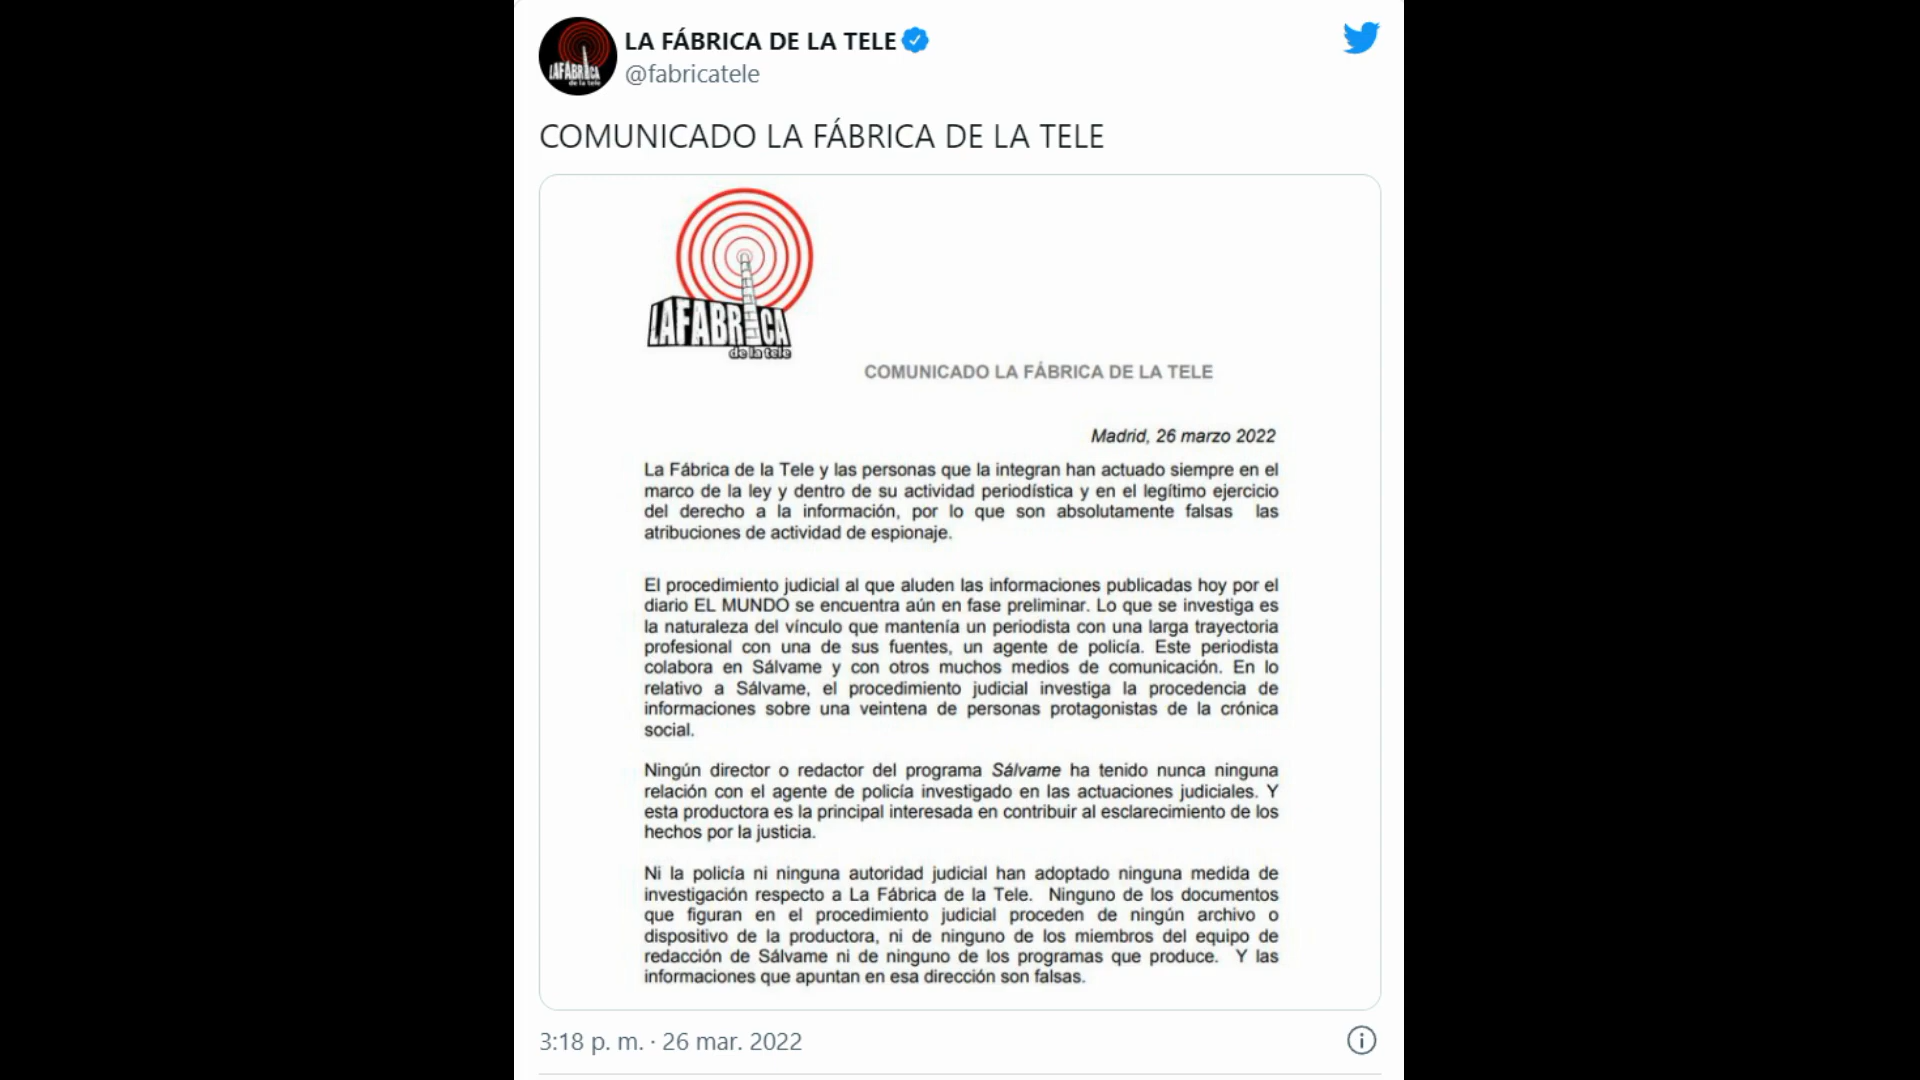 LAFABRICA
de la tele
LA FÁBRICA DE LA TELE
@fabricatele
COMUNICADO LA FÁBRICA DE LA TELE
LAFABRICA
de la tele
COMUNICADO LA FÁBRICA DE LA TELE
Madrid, 26 marzo 2022
La Fábrica de la Tele y las personas que la integran han actuado siempre en el
marco de la ley y dentro de su actividad periodística y en el legítimo ejercicio
del derecho a la información, por lo que son absolutamente falsas las
atribuciones de actividad de espionaje.
El procedimiento judicial al que aluden las informaciones publicadas hoy por el
diario EL MUNDO se encuentra aún en fase preliminar. Lo que se investiga es
la naturaleza del vínculo que mantenía un periodista con una larga trayectoria
profesional con una de sus fuentes, un agente de policía. Este periodista
colabora en Sálvame y con otros muchos medios de comunicación. En lo
relativo a Sálvame, el procedimiento judicial investiga la procedencia de
informaciones sobre una veintena de personas protagonistas de la crónica
social.
Ningún director o redactor del programa Sálvame ha tenido nunca ninguna
relación con el agente de policía investigado en las actuaciones judiciales. Y
esta productora es la principal interesada en contribuir al esclarecimiento de los
hechos por la justicia.
Ni la policía ni ninguna autoridad judicial han adoptado ninguna medida de
investigación respecto a La Fábrica de la Tele. Ninguno de los documentos
que figuran en el procedimiento judicial proceden de ningún archivo o
dispositivo de la productora, ni de ninguno de los miembros del equipo de
redacción de Sálvame ni de ninguno de los programas que produce. Y las
informaciones que apuntan en esa dirección son falsas.
3:18 p. m. · 26 mar. 2022